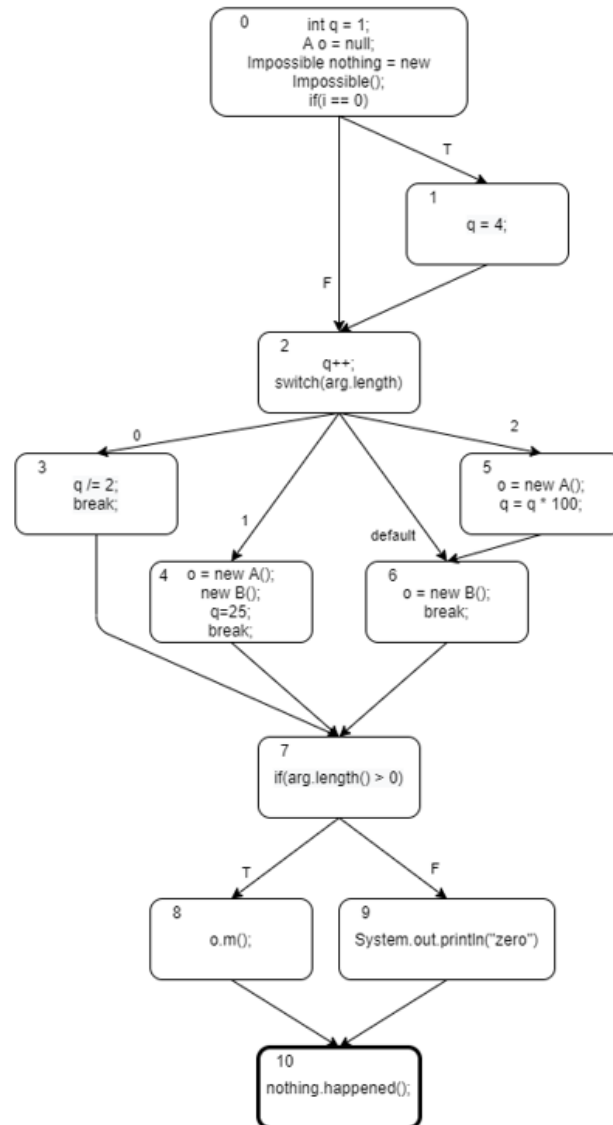 0
int q = 1;
A o = null;
Impossible nothing = new
Impossible();
if(i == 0)
T
1
q = 4;
F
2
q++;
switch(arg.length)
0
2
3
q /= 2;
break;
5
o = new A();
q = q * 100;
1
default
4
o = new A();
new B();
q=25;
break;
6
o = new B();
break;
7
if(arg.length() > 0)
T
F
8
o.m();
9
System.out.println("zero")
10
nothing.happened();